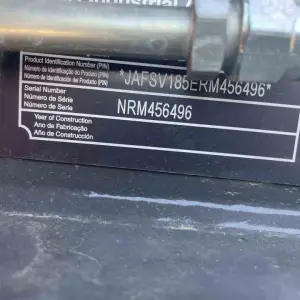 Industrial
Product Identification Number (PIN)
Número de Identificação do Produto (PIN)
Número de Identificación del Producto (PIN)
*JAFSV185ERM456496*
Serial Number
Número de Série
Número de Serie
NRM456496
Year of Construction
Ano de Fabricação
Año de Construcción